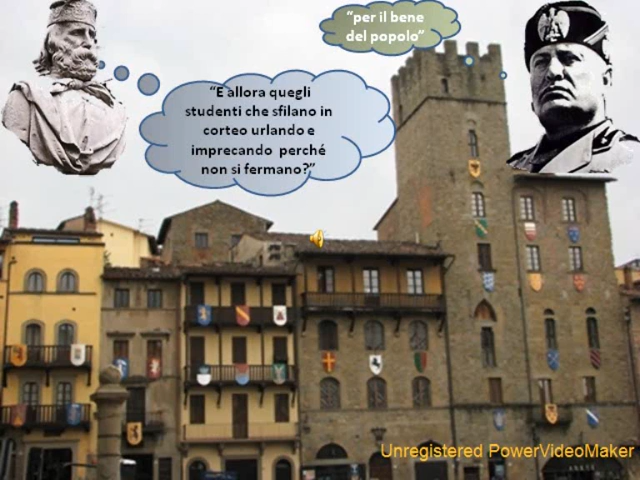 “per il bene
del popolo”
“E allora quegli
studenti che sfilano in
corteo urlando e
imprecando  perché
non si fermano?”
Unregistered PowerVideoMaker